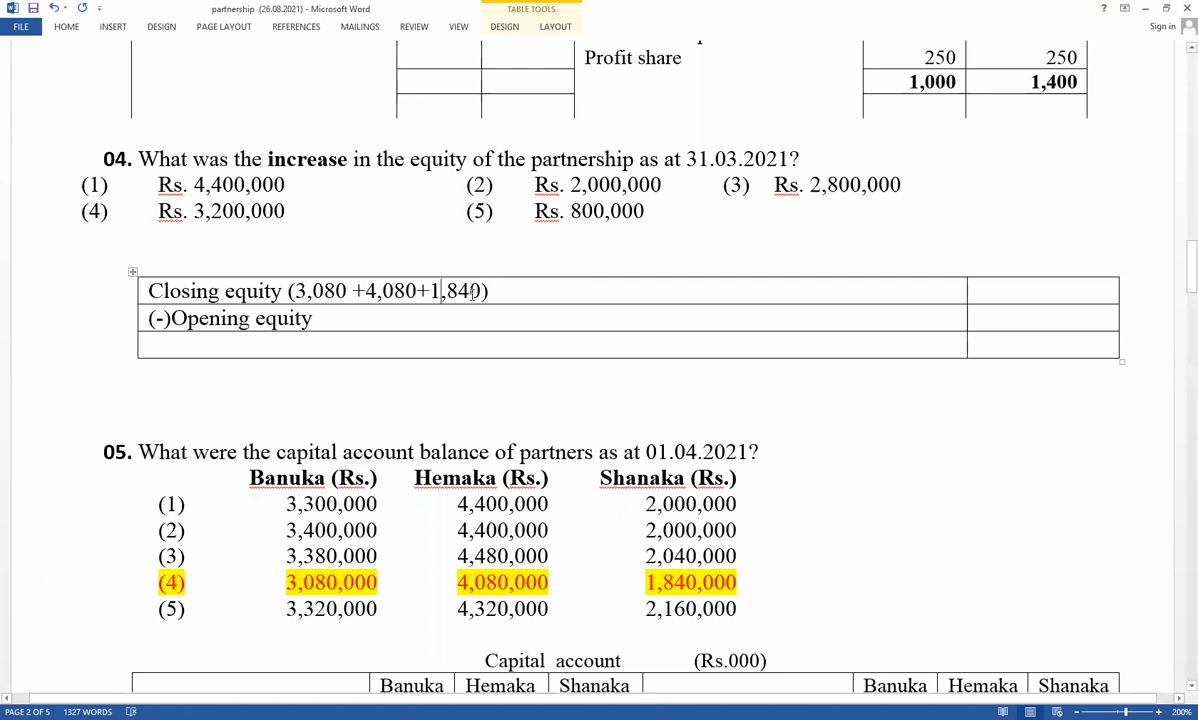 partnership (26.08.2021) - Microsoft Word
TABLE TOOLS
FILE HOME INSERT DESIGN PAGE LAYOUT REFERENCES MAILINGS REVIEW VIEW DESIGN LAYOUT Sign in
Profit share 250 250
1,000 1,400
04. What was the increase in the equity of the partnership as at 31.03.2021?
(1) Rs. 4,400,000 (2) Rs. 2,000,000 (3) Rs. 2,800,000
(4) Rs. 3,200,000 (5) Rs. 800,000
Closing equity (3,080 +4,080+1,840)
(-)Opening equity
05. What were the capital account balance of partners as at 01.04.2021?
Banuka (Rs.) Hemaka (Rs.) Shanaka (Rs.)
(1) 3,300,000 4,400,000 2,000,000
(2) 3,400,000 4,400,000 2,000,000
(3) 3,380,000 4,480,000 2,040,000
(4) 3,080,000 4,080,000 1,840,000
(5) 3,320,000 4,320,000 2,160,000
Capital account (Rs.000)
Banuka Hemaka Shanaka Banuka Hemaka Shanaka
PAGE 2 OF 5 1327 WORDS 200%